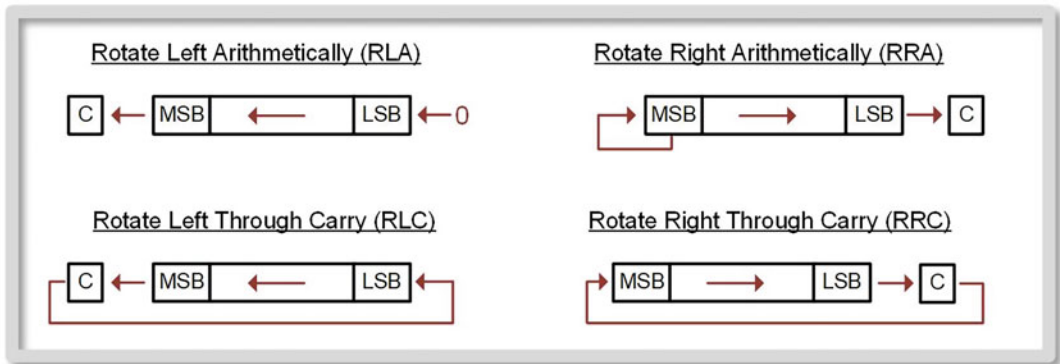 Rotate Left Arithmetically (RLA)
C MSB LSB 0
Rotate Right Arithmetically (RRA)
MSB LSB C
Rotate Left Through Carry (RLC)
C MSB LSB
Rotate Right Through Carry (RRC)
MSB LSB C